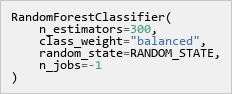 RandomForestClassifier(
    n_estimators=300,
    class_weight="balanced",
    random_state=RANDOM_STATE,
    n_jobs=-1
)